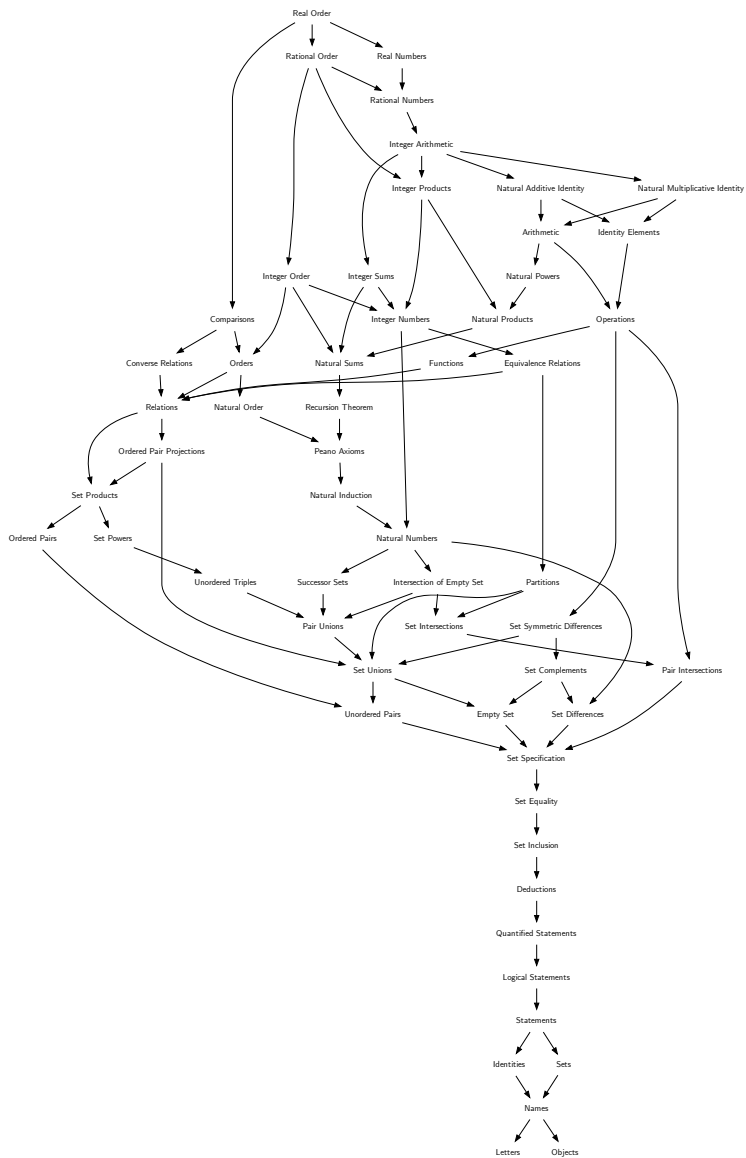 Real Order
Rational Order
Real Numbers
Rational Numbers
Integer Arithmetic
Integer Products
Natural Additive Identity
Natural Multiplicative Identity
Arithmetic
Identity Elements
Integer Order
Integer Sums
Natural Powers
Comparisons
Integer Numbers
Natural Products
Operations
Converse Relations
Orders
Natural Sums
Functions
Equivalence Relations
Relations
Natural Order
Recursion Theorem
Ordered Pair Projections
Peano Axioms
Set Products
Natural Induction
Ordered Pairs
Set Powers
Natural Numbers
Unordered Triples
Successor Sets
Intersection of Empty Set
Partitions
Pair Unions
Set Intersections
Set Symmetric Differences
Set Unions
Set Complements
Pair Intersections
Unordered Pairs
Empty Set
Set Differences
Set Specification
Set Equality
Set Inclusion
Deductions
Quantified Statements
Logical Statements
Statements
Identities
Sets
Names
Letters
Objects